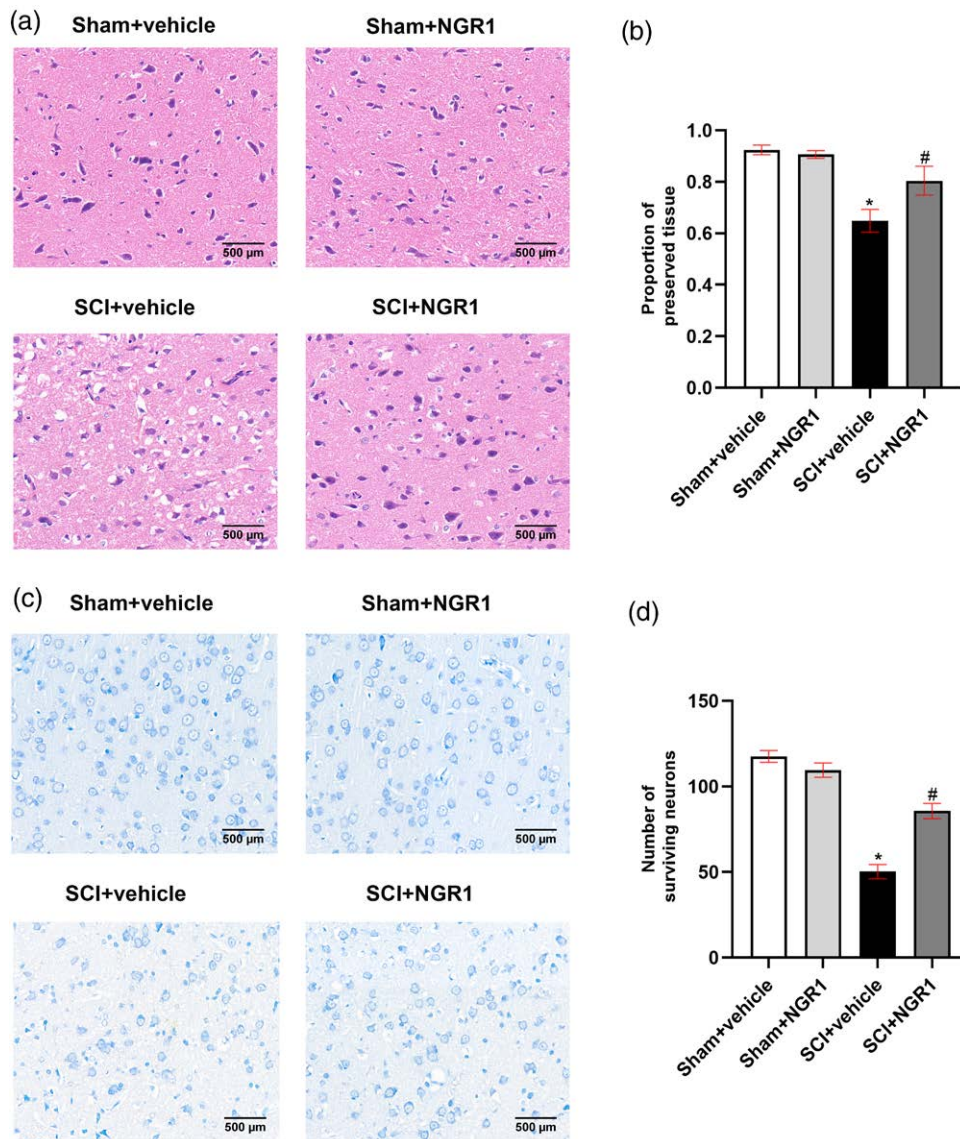 (a)
Sham+vehicle
Sham+NGR1
500 µm
500 µm
SCI+vehicle
SCI+NGR1
500 µm
500 µm
(b)
Proportion of
preserved tissue
1.0
0.8
0.6
0.4
0.2
0.0
*
#
Sham+vehicle
Sham+NGR1
SCI+vehicle
SCI+NGR1
(c)
Sham+vehicle
Sham+NGR1
500 µm
500 µm
SCI+vehicle
SCI+NGR1
500 µm
500 µm
(d)
Number of
surviving neurons
150
100
50
0
*
#
Sham+vehicle
Sham+NGR1
SCI+vehicle
SCI+NGR1